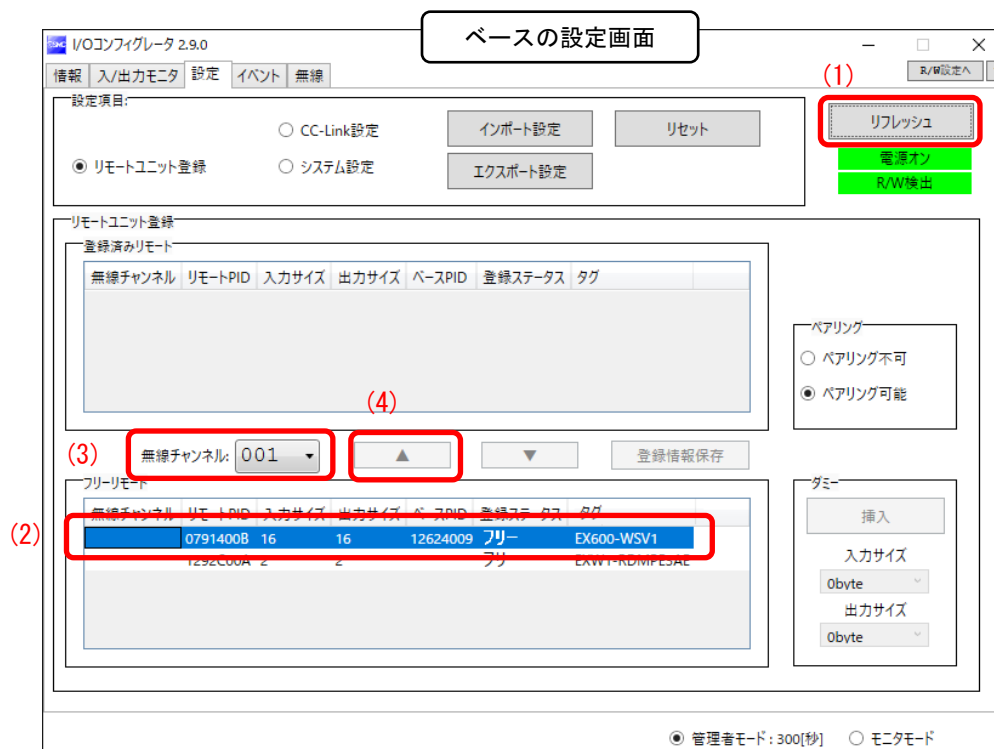 ベースの設定画面
I/Oコンフィグレータ 2.9.0
情報 入/出力モニタ 設定 イベント 無線
(1)
R/W設定へ
設定項目:
CC-Link設定
インポート設定
リセット
リフレッシュ
リモートユニット登録
システム設定
エクスポート設定
電源オン
R/W検出
リモートユニット登録
登録済みリモート
無線チャンネル リモートPID 入力サイズ 出力サイズ ベースPID 登録ステータス タグ
ペアリング
ペアリング不可
ペアリング可能
(4)
(3)
無線チャンネル: 001
▲
▼
登録情報保存
フリーリモート
無線チャンネル リモートPID 入力サイズ 出力サイズ ベースPID 登録ステータス タグ
(2)
0791400B 16 16 12624009 フリー EX600-WSV1
1292C00A 2 2 フリー EXW1-RDMPE3AE
ダミー
挿入
入力サイズ
0byte
出力サイズ
0byte
管理者モード : 300[秒]
モニタモード